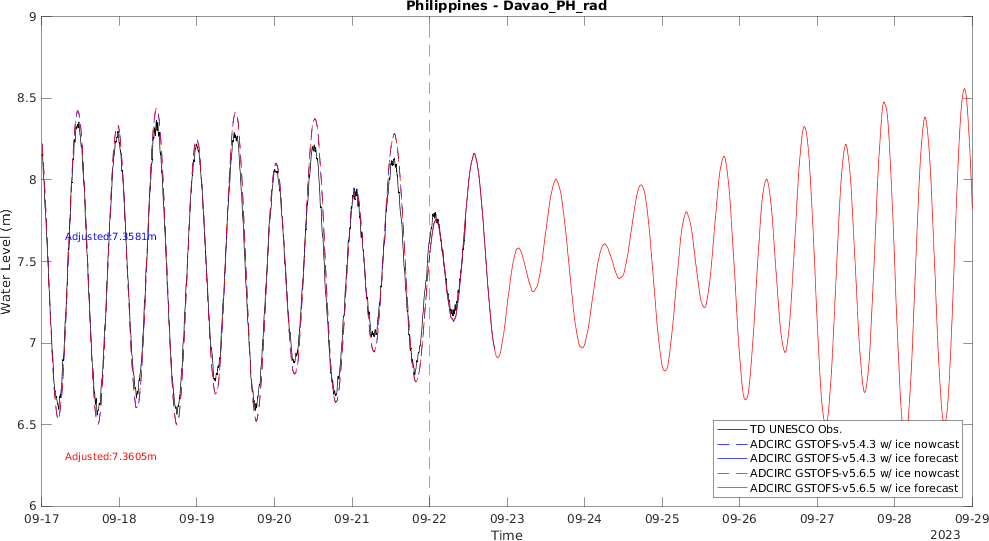 Philippines - Davao_PH_rad
Water Level (m)
9
8.5
8
7.5
7
6.5
6
Adjusted:7.3581m
Adjusted:7.3605m
TD UNESCO Obs.
ADCIRC GSTOFS-v5.4.3 w/ ice nowcast
ADCIRC GSTOFS-v5.4.3 w/ ice forecast
ADCIRC GSTOFS-v5.6.5 w/ ice nowcast
ADCIRC GSTOFS-v5.6.5 w/ ice forecast
09-17 09-18 09-19 09-20 09-21 09-22 09-23 09-24 09-25 09-26 09-27 09-28 09-29
Time
2023